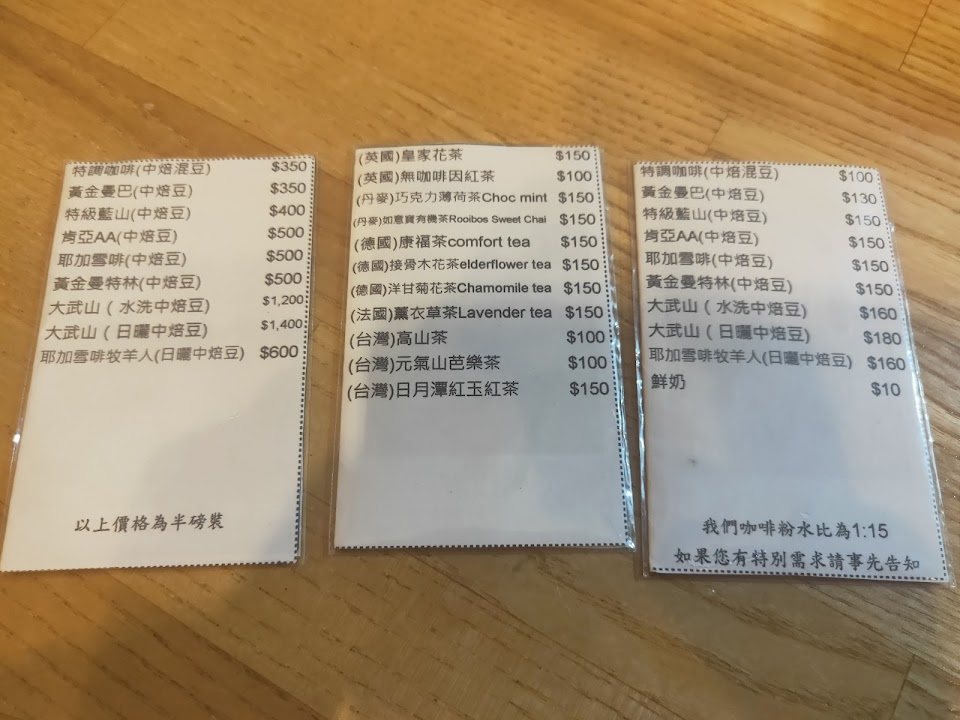 特調咖啡(中焙混豆) $350
黃金曼巴(中焙豆) $350
特級藍山(中焙豆) $400
肯亞AA(中焙豆) $500
耶加雪啡(中焙豆) $500
黃金曼特林(中焙豆) $500
大武山（水洗中焙豆) $1,200
大武山（日曬中焙豆) $1,400
耶加雪啡牧羊人(日曬中焙豆) $600
以上價格為半磅裝
(英國)皇家花茶 $150
(英國)無咖啡因紅茶 $100
(丹麥)巧克力薄荷茶Choc mint $150
(丹麥)如意寶有機茶Rooibos Sweet Chai $150
(德國)康福茶comfort tea $150
(德國)接骨木花茶elderflower tea $150
(德國)洋甘菊花茶Chamomile tea $150
(法國)薰衣草茶Lavender tea $150
(台灣)高山茶 $100
(台灣)元氣山芭樂茶 $100
(台灣)日月潭紅玉紅茶 $150
特調咖啡(中焙混豆) $100
黃金曼巴(中焙豆) $130
特級藍山(中焙豆) $150
肯亞AA(中焙豆) $150
耶加雪啡(中焙豆) $150
黃金曼特林(中焙豆) $150
大武山（水洗中焙豆) $160
大武山（日曬中焙豆) $180
耶加雪啡牧羊人(日曬中焙豆) $160
鮮奶 $10
我們咖啡粉水比為1:15
如果您有特別需求請事先告知